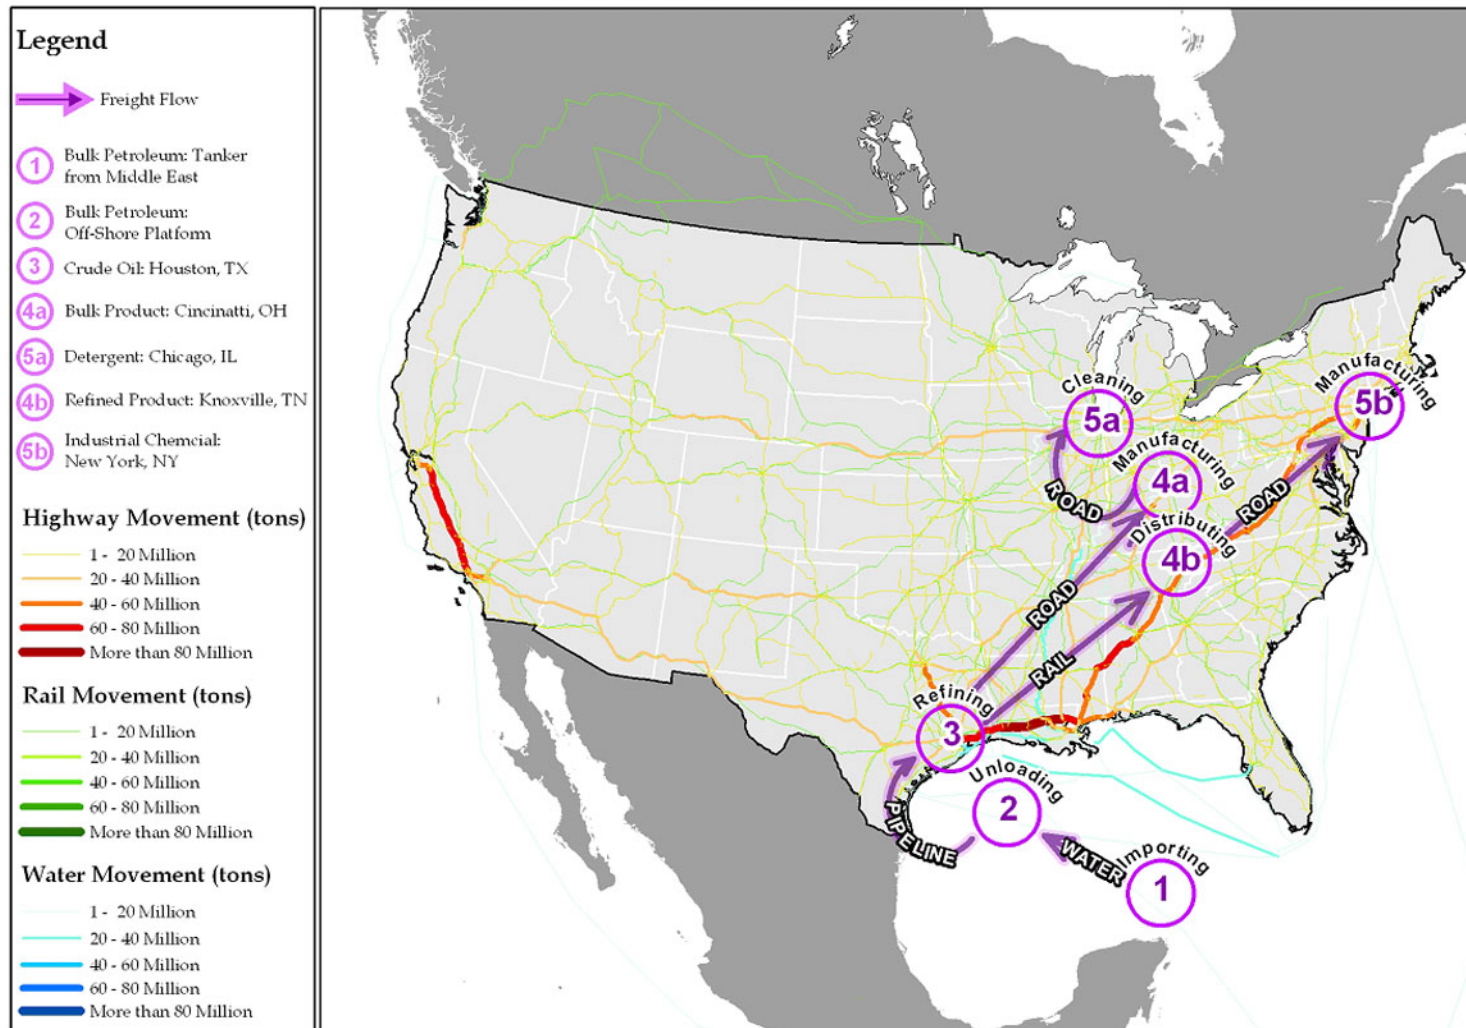 Legend
Freight Flow
1
Bulk Petroleum: Tanker
from Middle East
2
Bulk Petroleum:
Off-Shore Platform
3
Crude Oil: Houston, TX
4a
Bulk Product: Cincinatti, OH
5a
Detergent: Chicago, IL
4b
Refined Product: Knoxville, TN
5b
Industrial Chemcial:
New York, NY
Highway Movement (tons)
1 - 20 Million
20 - 40 Million
40 - 60 Million
60 - 80 Million
More than 80 Million
Rail Movement (tons)
1 - 20 Million
20 - 40 Million
40 - 60 Million
60 - 80 Million
More than 80 Million
Water Movement (tons)
1 - 20 Million
20 - 40 Million
40 - 60 Million
60 - 80 Million
More than 80 Million
Cleaning
5a
Manufacturing
5b
Manufacturing
4a
ROAD
ROAD
Distributing
4b
ROAD
RAIL
Refining
3
Unloading
2
PIPELINE
WATER
Importing
1